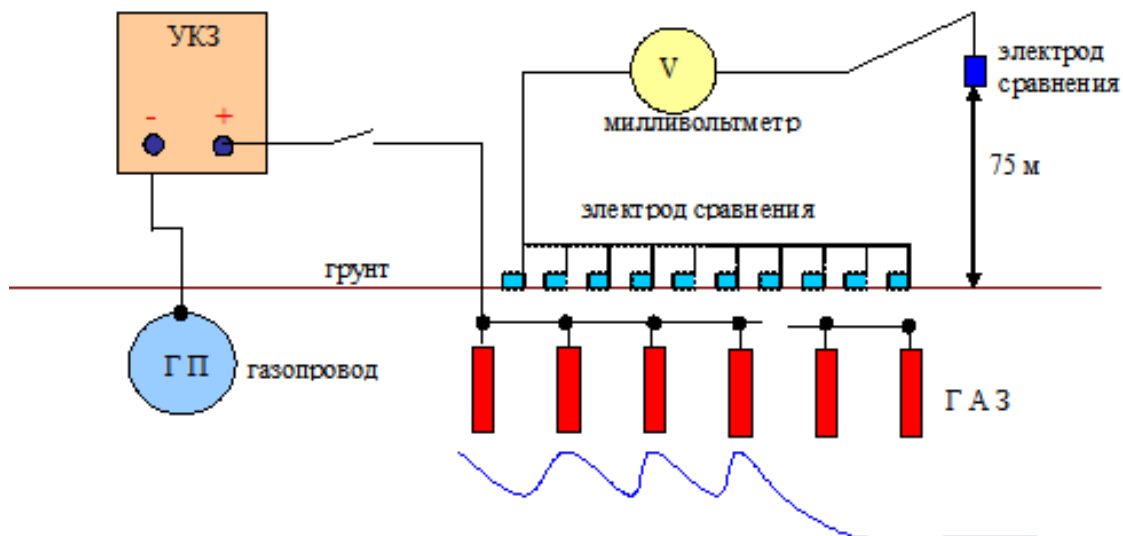 УКЗ
- +
V
милливольтметр
электрод
сравнения
75 м
электрод сравнения
грунт
Г П
газопровод
Г А З